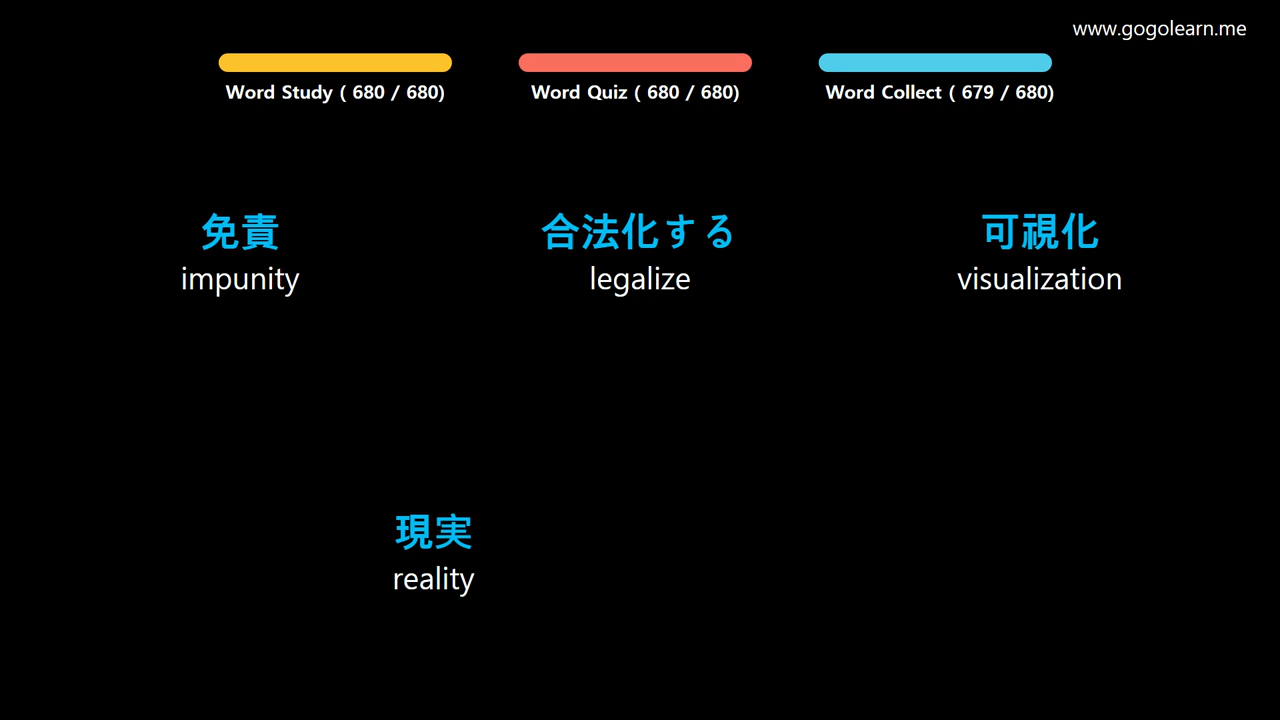 www.gogolearn.me
Word Study ( 680 / 680)
Word Quiz ( 680 / 680)
Word Collect ( 679 / 680)
免責
impunity
合法化する
legalize
可視化
visualization
現実
reality